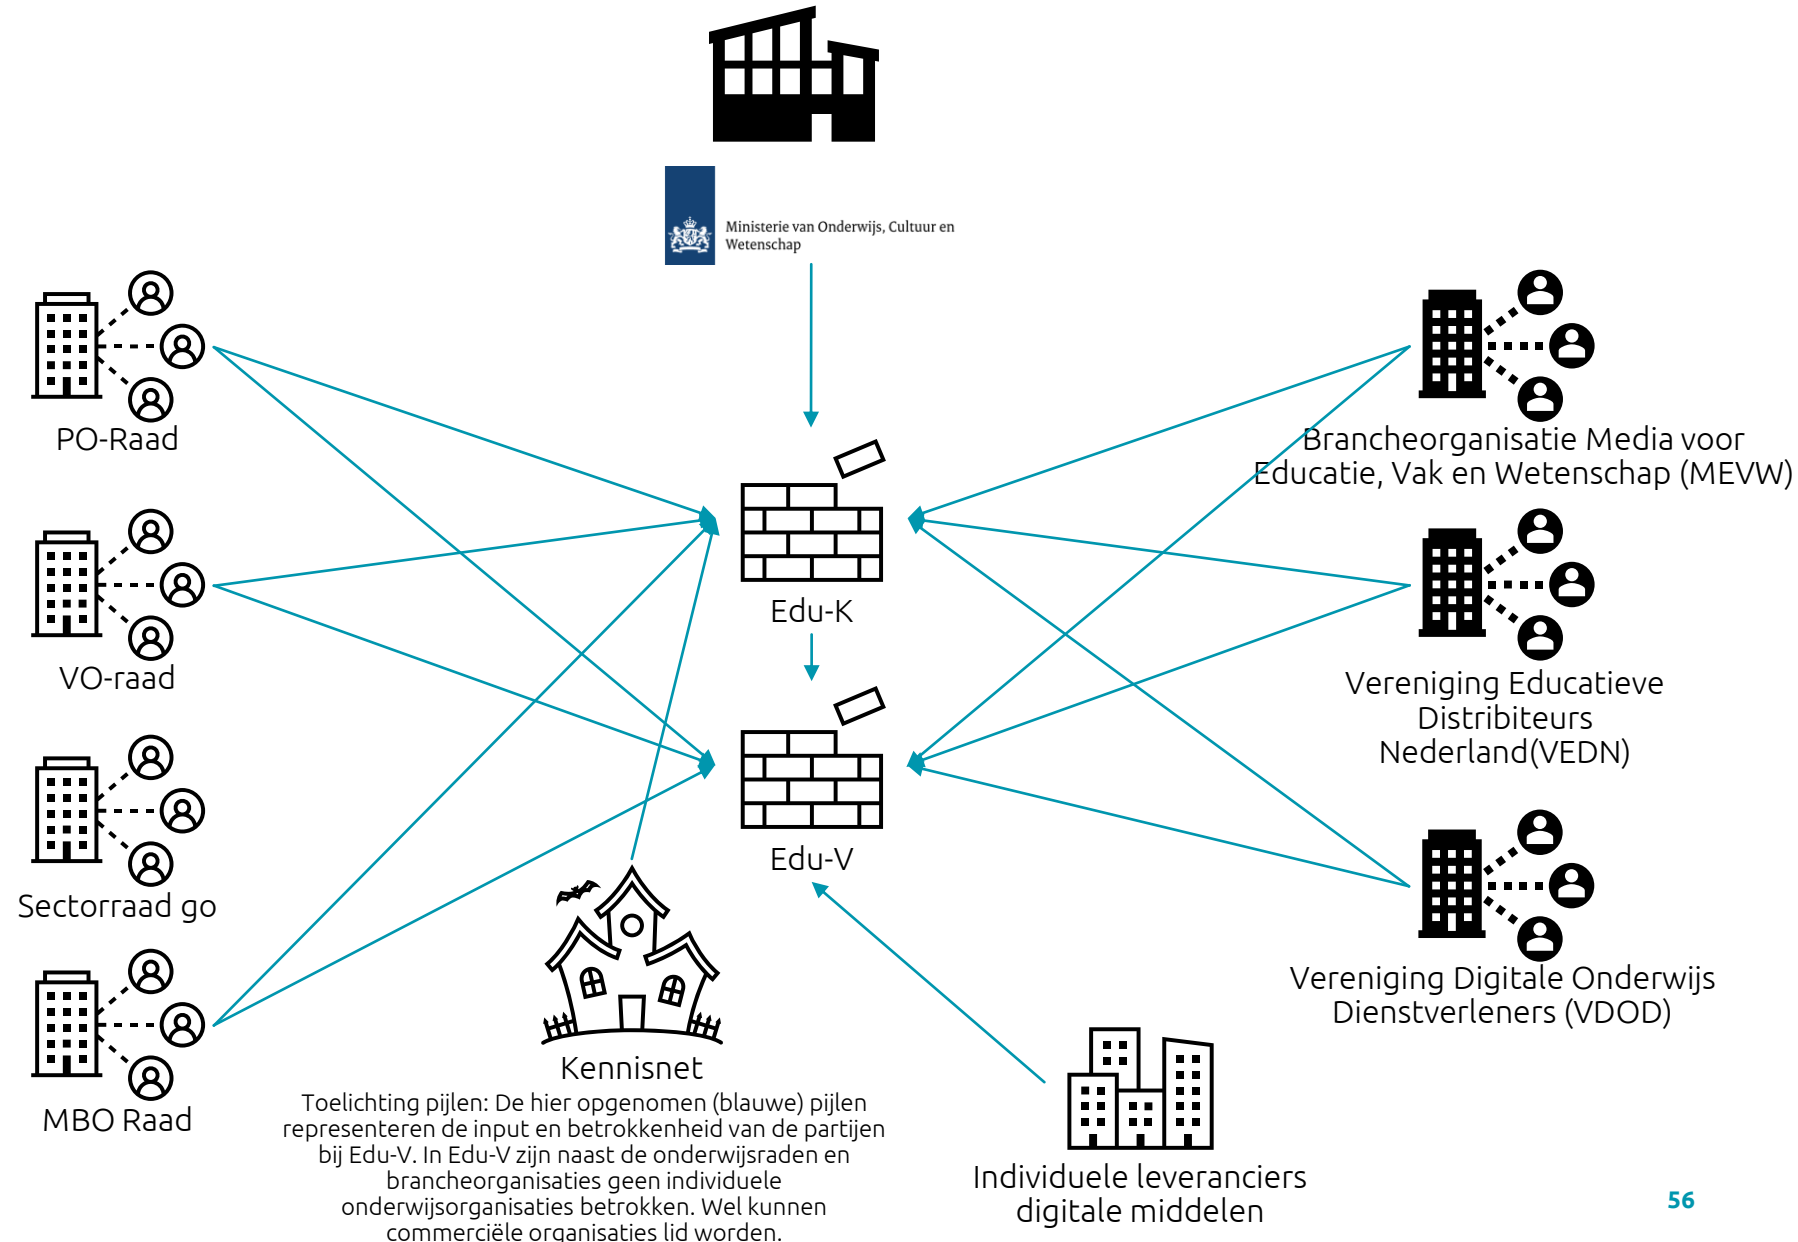 Ministerie van Onderwijs, Cultuur en
Wetenschap
PO-Raad
VO-raad
Sectorraad go
MBO Raad
Edu-K
Edu-V
Kennisnet
Toelichting pijlen: De hier opgenomen (blauwe) pijlen
representeren de input en betrokkenheid van de partijen
bij Edu-V. In Edu-V zijn naast de onderwijsraden en
brancheorganisaties geen individuele
onderwijsorganisaties betrokken. Wel kunnen
commerciële organisaties lid worden.
Brancheorganisatie Media voor
Educatie, Vak en Wetenschap (MEVW)
Vereniging Educatieve
Distribiteurs
Nederland(VEDN)
Vereniging Digitale Onderwijs
Dienstverleners (VDOD)
Individuele leveranciers
digitale middelen
56